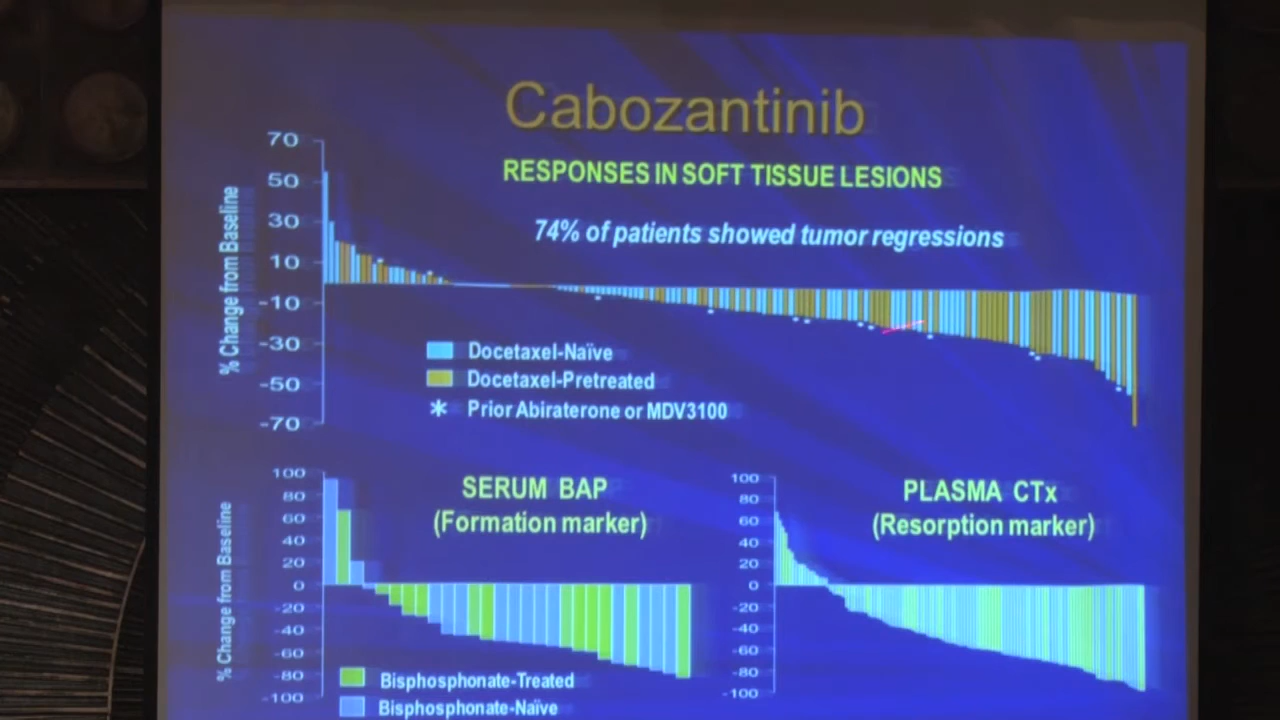 Cabozantinib
RESPONSES IN SOFT TISSUE LESIONS
74% of patients showed tumor regressions
% Change from Baseline
70
50
30
10
-10
-30
-50
-70
Docetaxel-Naïve
Docetaxel-Pretreated
* Prior Abiraterone or MDV3100
SERUM BAP
(Formation marker)
% Change from Baseline
100
80
60
40
20
0
-20
-40
-60
-80
-100
Bisphosphonate-Treated
Bisphosphonate-Naïve
PLASMA CTx
(Resorption marker)
100
80
60
40
20
0
-20
-40
-60
-80
-100